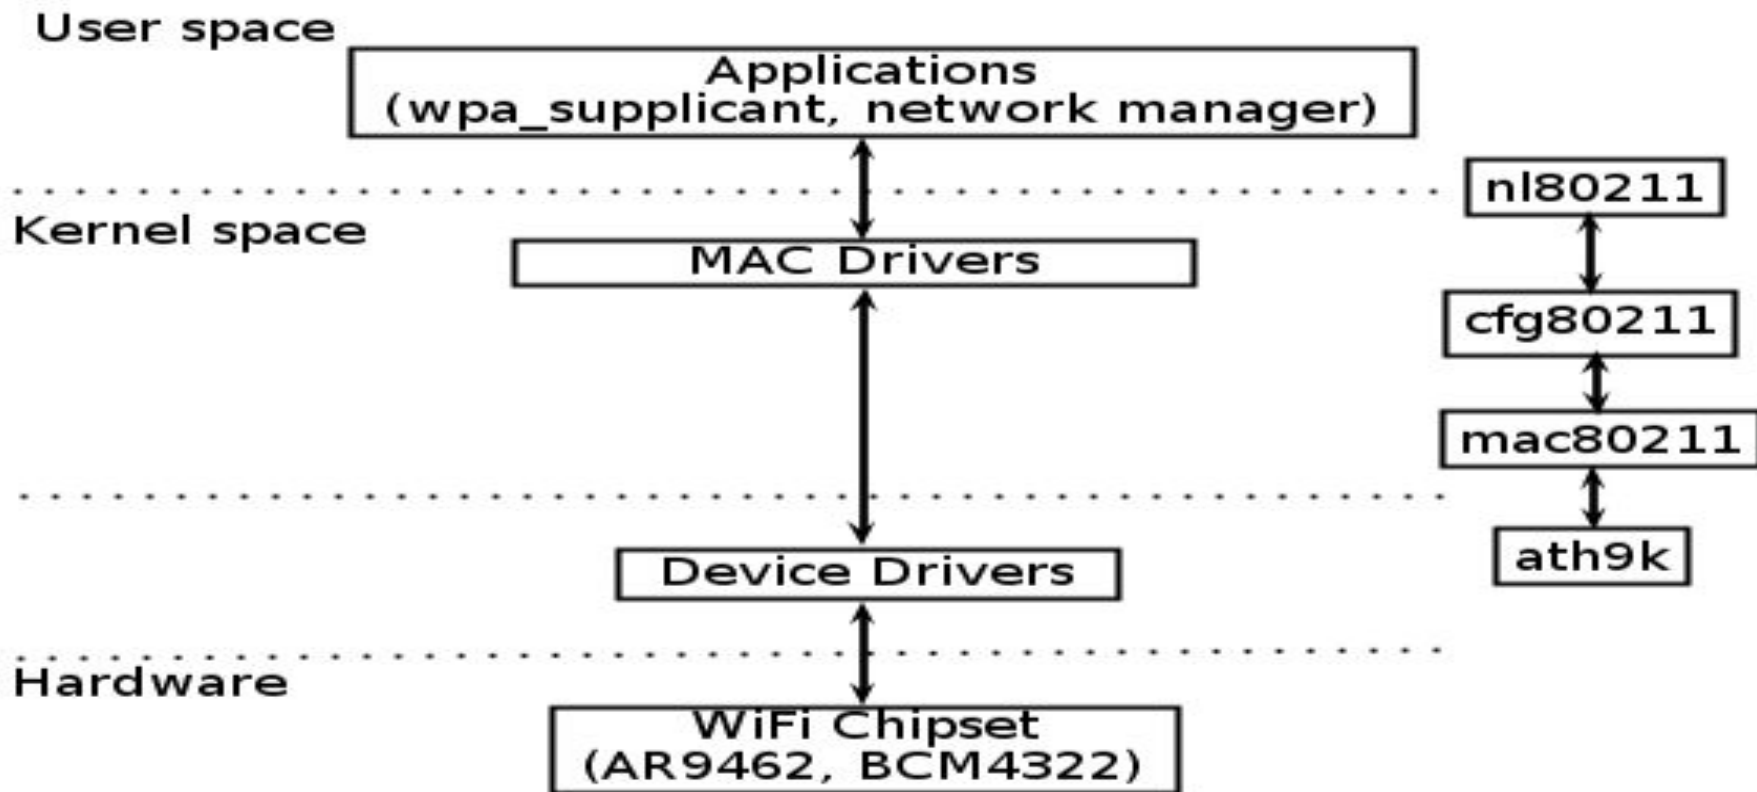 User space
Applications
(wpa_supplicant, network manager)
nl80211
Kernel space
MAC Drivers
cfg80211
mac80211
ath9k
Device Drivers
Hardware
WiFi Chipset
(AR9462, BCM4322)